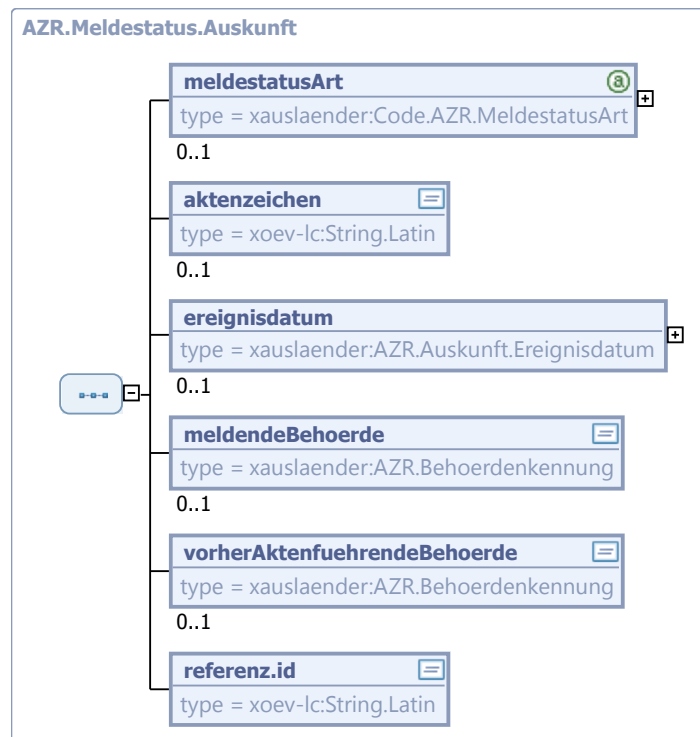 AZR.Meldestatus.Auskunft
meldestatusArt
a
type = xauslaender:Code.AZR.MeldestatusArt
0..1
aktenzeichen
type = xoev-lc:String.Latin
0..1
ereignisdatum
type = xauslaender:AZR.Auskunft.Ereignisdatum
0..1
meldendeBehoerde
type = xauslaender:AZR.Behoerdenkennung
0..1
vorherAktenfuehrendeBehoerde
type = xauslaender:AZR.Behoerdenkennung
0..1
referenz.id
type = xoev-lc:String.Latin